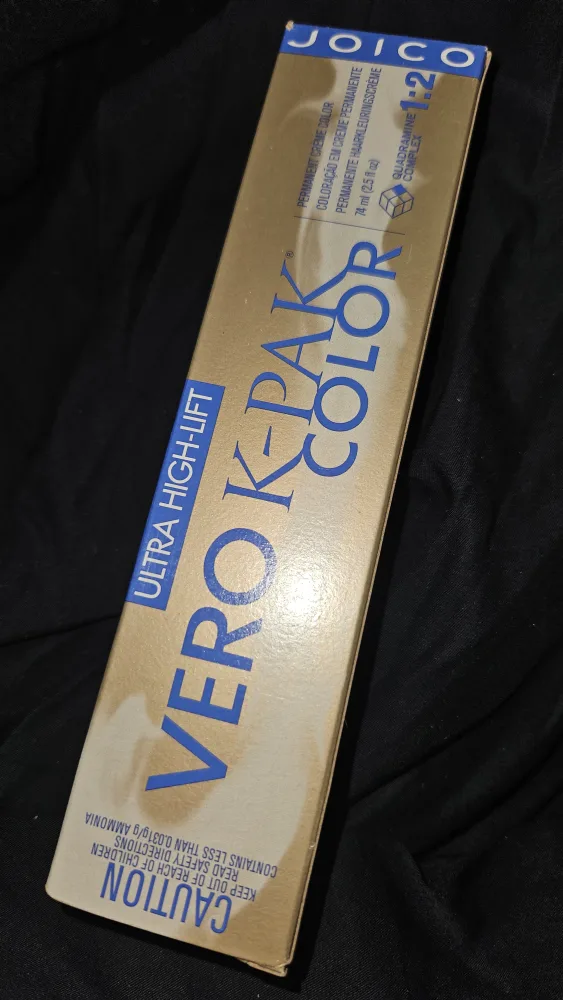 JOICO
ULTRA HIGH-LIFT
VERO K-PAK®
COLOR
PERMANENT CREME COLOR
COLORAÇÃO EM CREME PERMANENTE
PERMANENTE HAARKLEURINGSCRÈME
74 ml (2.5 fl oz)
QUADRAMINE
COMPLEX
1:2
CAUTION
KEEP OUT OF REACH OF CHILDREN
READ SAFETY DIRECTIONS
CONTAINS LESS THAN 0.031g/g AMMONIA